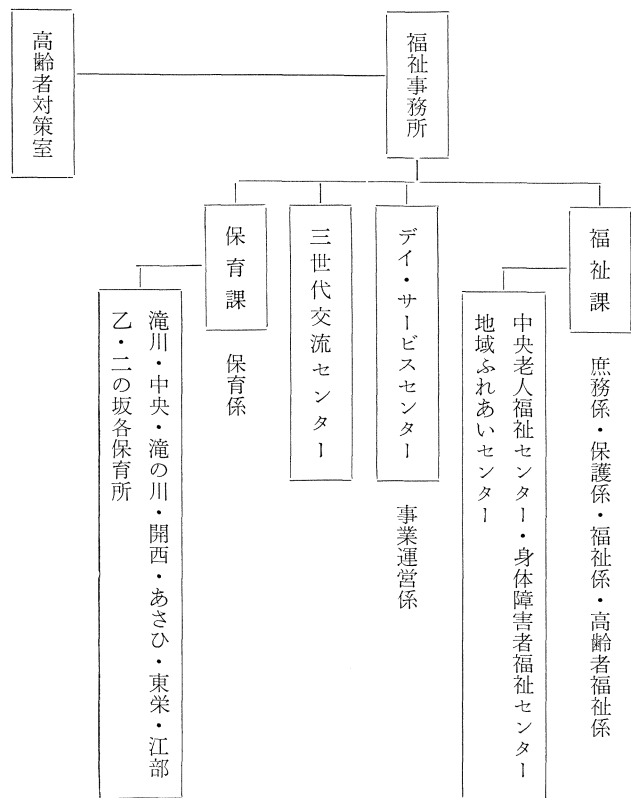 福祉事務所
福祉課
庶務係・保護係・福祉係・高齢者福祉係
中央老人福祉センター・身体障害者福祉センター
地域ふれあいセンター
デイ・サービスセンター
事業運営係
三世代交流センター
保育課
保育係
滝川・中央・滝の川・開西・あさひ・東栄・江部
乙・二の坂各保育所
高齢者対策室